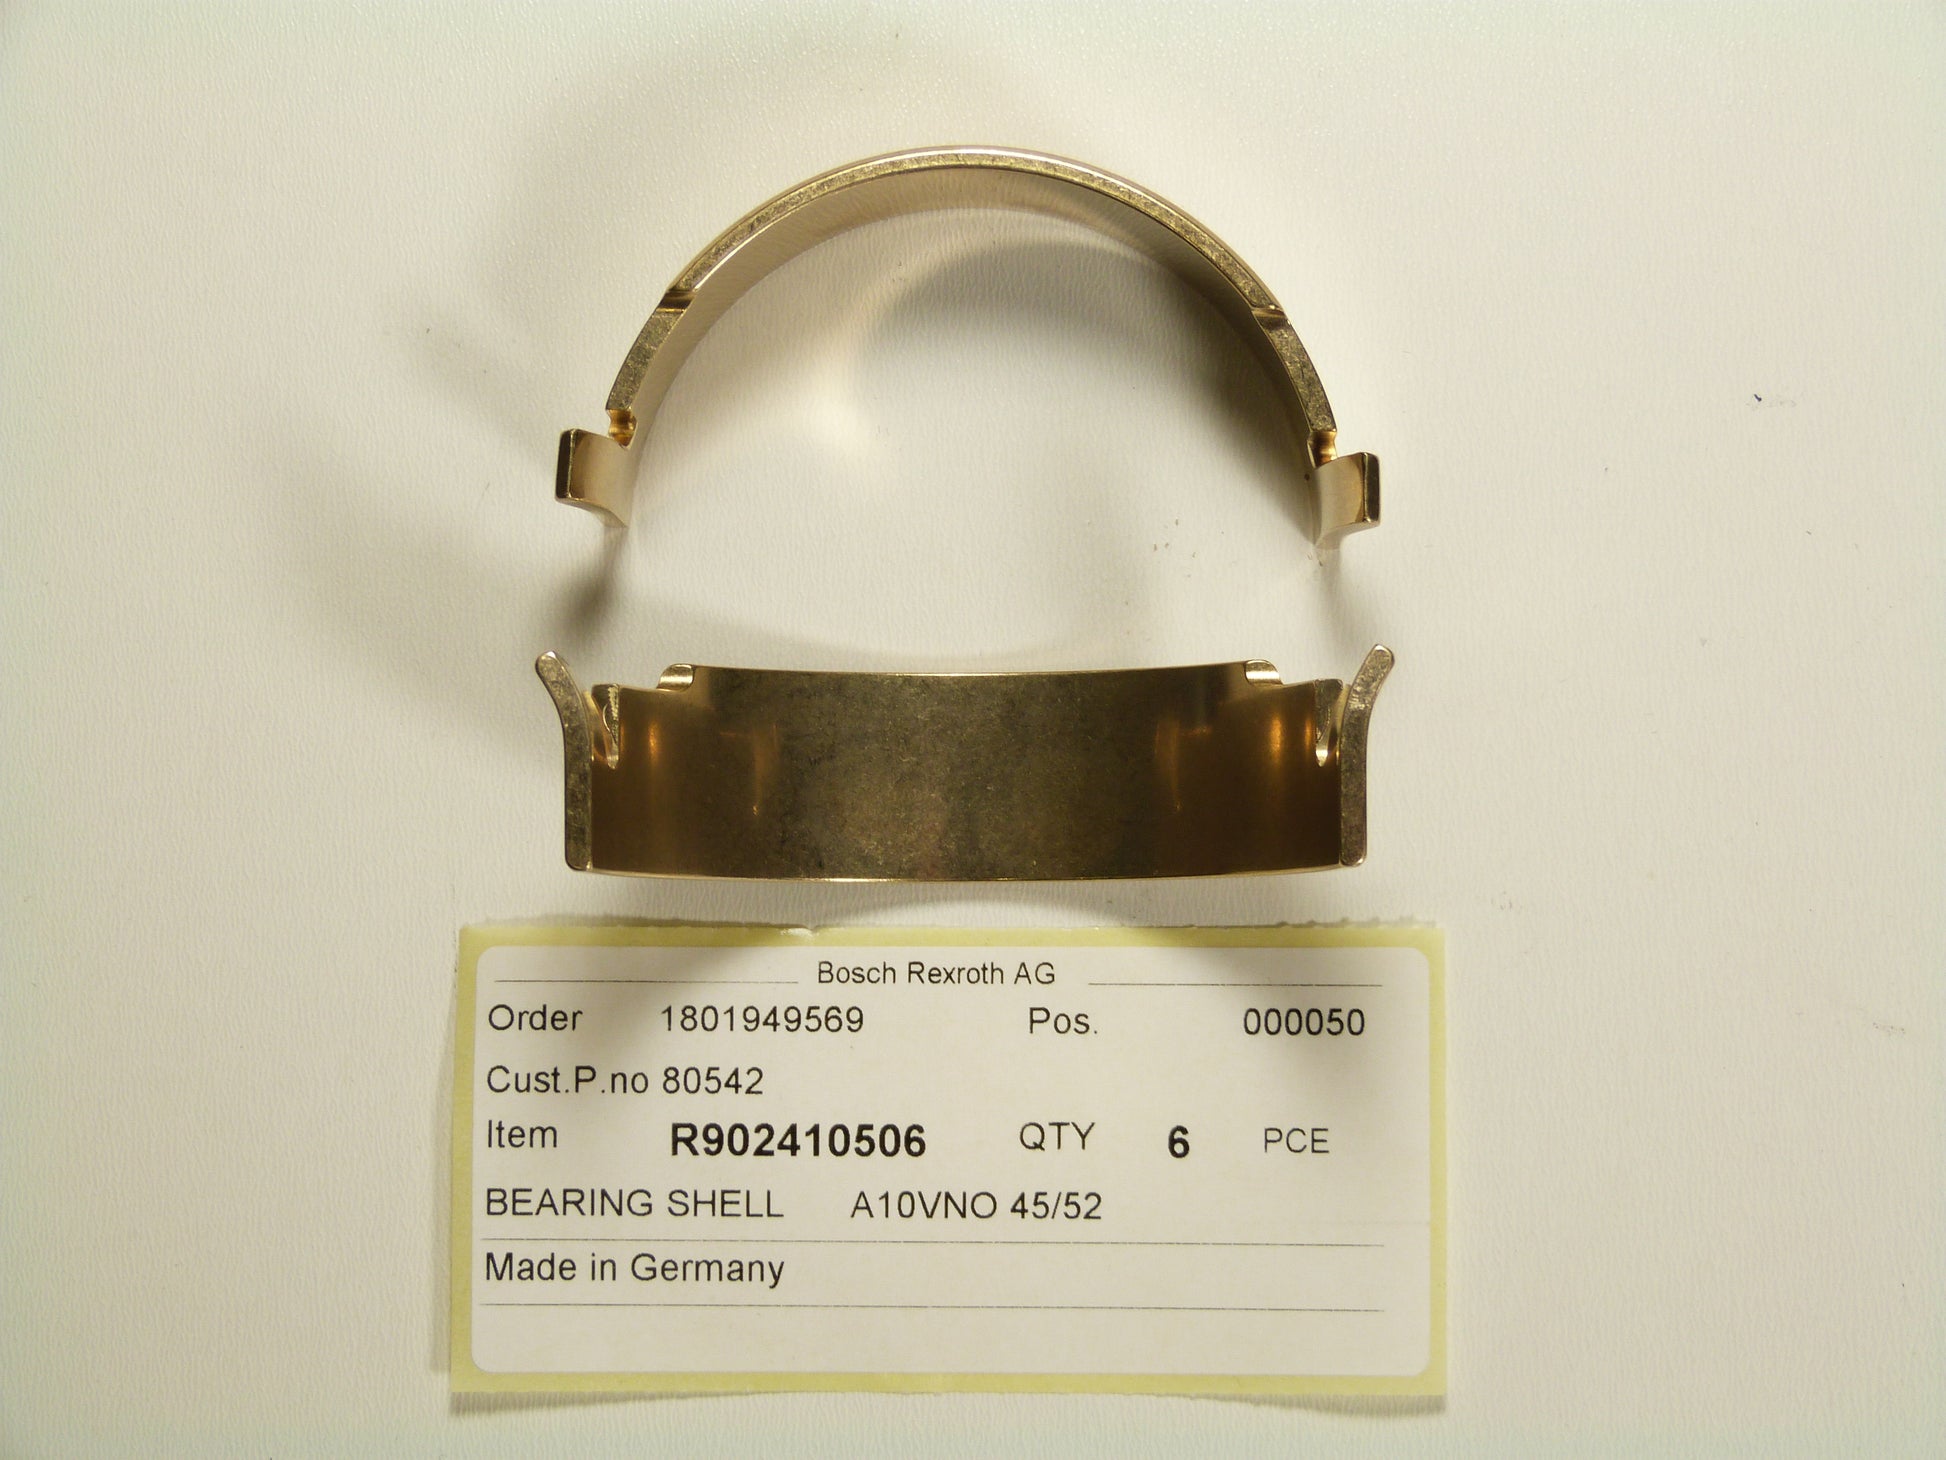 Bosch Rexroth AG
Order 1801949569 Pos. 000050
Cust.P.no 80542
Item R902410506 QTY 6 PCE
BEARING SHELL A10VNO 45/52
Made in Germany